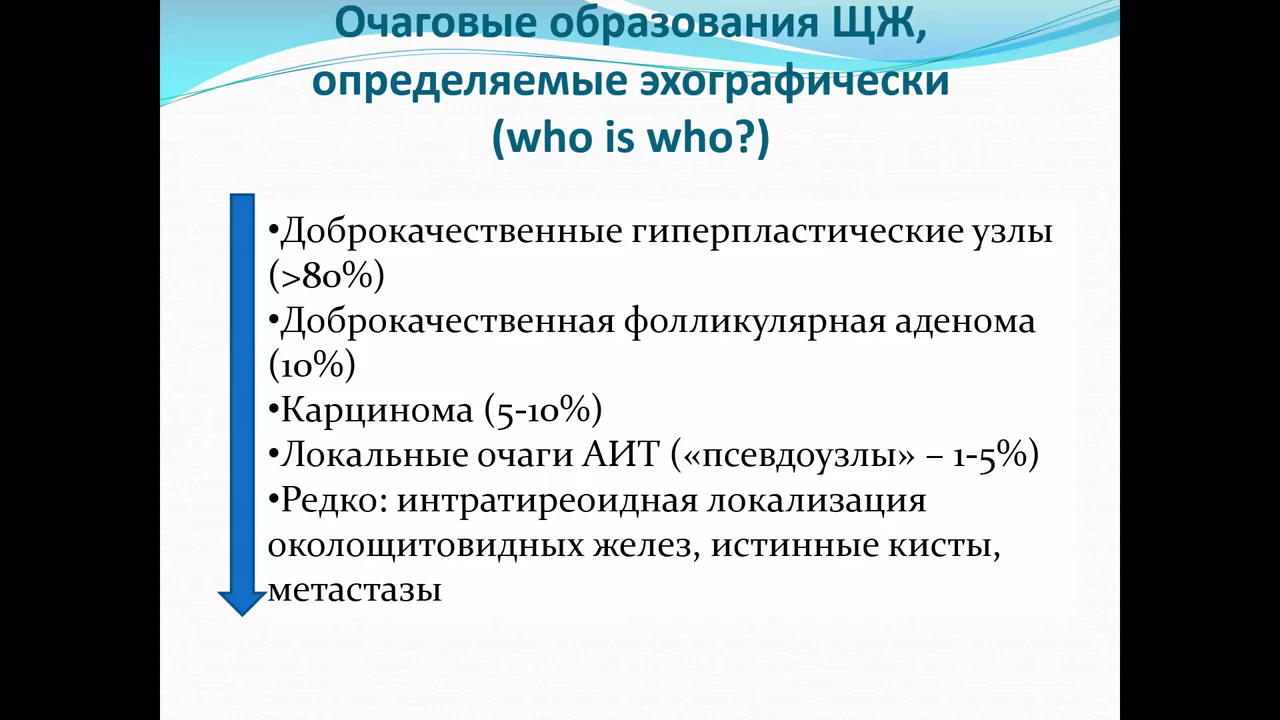 Очаговые образования ЩЖ,
определяемые эхографически
(who is who?)
•Доброкачественные гиперпластические узлы
(>80%)
•Доброкачественная фолликулярная аденома
(10%)
•Карцинома (5-10%)
•Локальные очаги АИТ («псевдоузлы» – 1-5%)
•Редко: интратиреоидная локализация
околощитовидных желез, истинные кисты,
метастазы